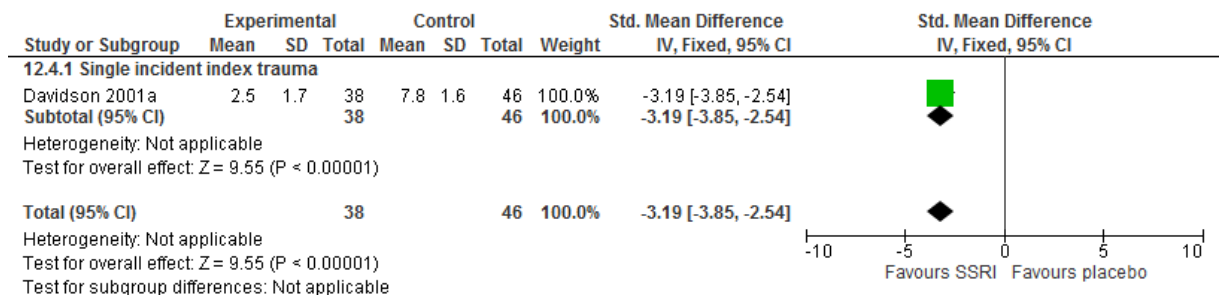 Experimental Control Std. Mean Difference Std. Mean Difference
Study or Subgroup Mean SD Total Mean SD Total Weight IV, Fixed, 95% CI IV, Fixed, 95% CI
12.4.1 Single incident index trauma
Davidson 2001a 2.5 1.7 38 7.8 1.6 46 100.0% -3.19 [-3.85, -2.54]
Subtotal (95% CI) 38 46 100.0% -3.19 [-3.85, -2.54]
Heterogeneity: Not applicable
Test for overall effect: Z = 9.55 (P < 0.00001)
Total (95% CI) 38 46 100.0% -3.19 [-3.85, -2.54]
Heterogeneity: Not applicable
Test for overall effect: Z = 9.55 (P < 0.00001)
Test for subgroup differences: Not applicable
-10 -5 0 5 10
Favours SSRI Favours placebo